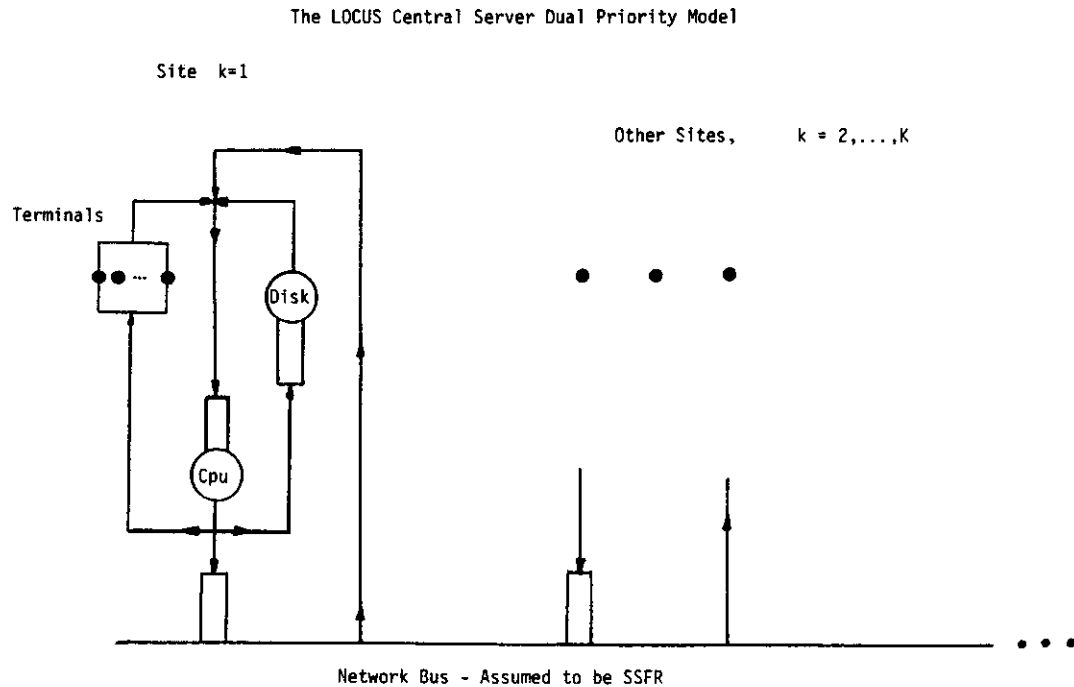 The LOCUS Central Server Dual Priority Model
Site k=1
Other Sites, k = 2,...,K
Terminals
...
Disk
Cpu
Network Bus - Assumed to be SSFR